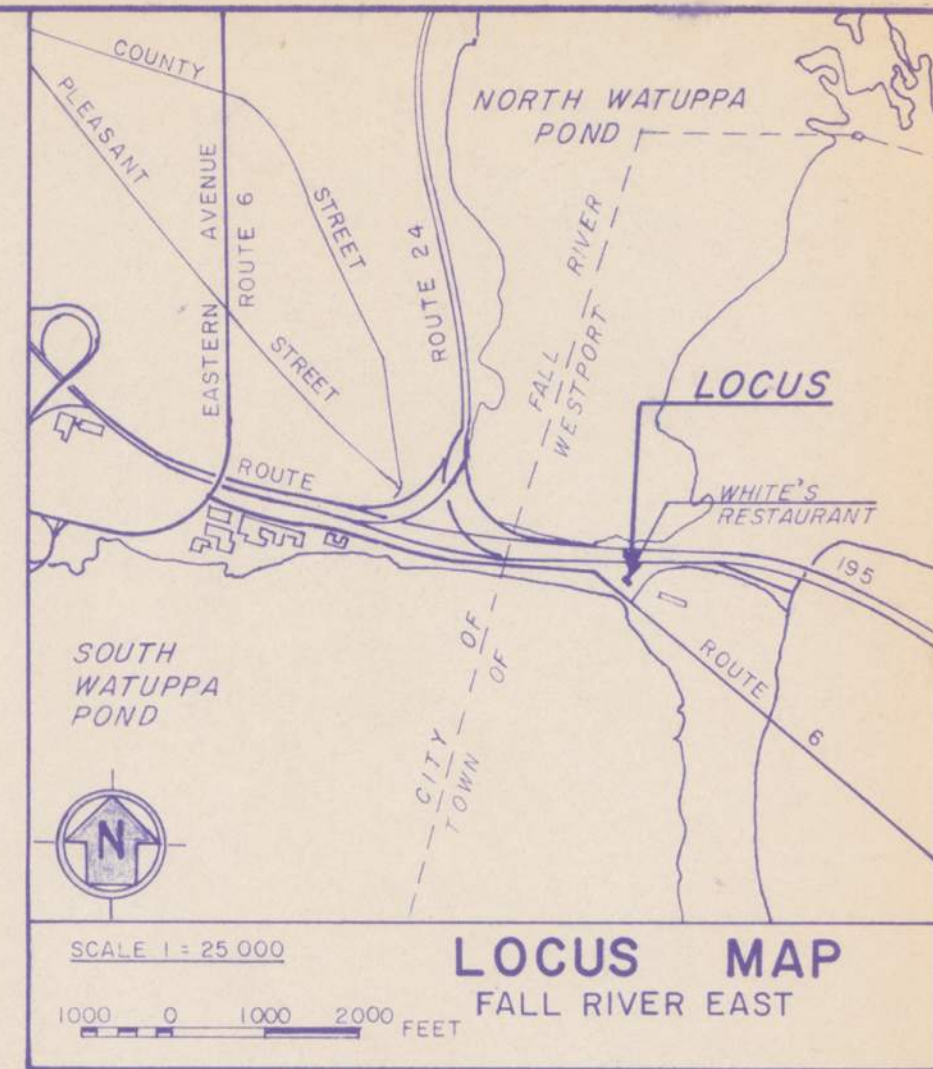 COUNTY
STREET
PLEASANT
STREET
EASTERN AVENUE
ROUTE 6
ROUTE 24
NORTH WATUPPA
POND
FALL RIVER
WESTPORT
LOCUS
WHITE'S
RESTAURANT
ROUTE
195
ROUTE 6
CITY OF
TOWN OF
SOUTH
WATUPPA
POND
N
SCALE 1 = 25 000
1000 0 1000 2000 FEET
LOCUS MAP
FALL RIVER EAST